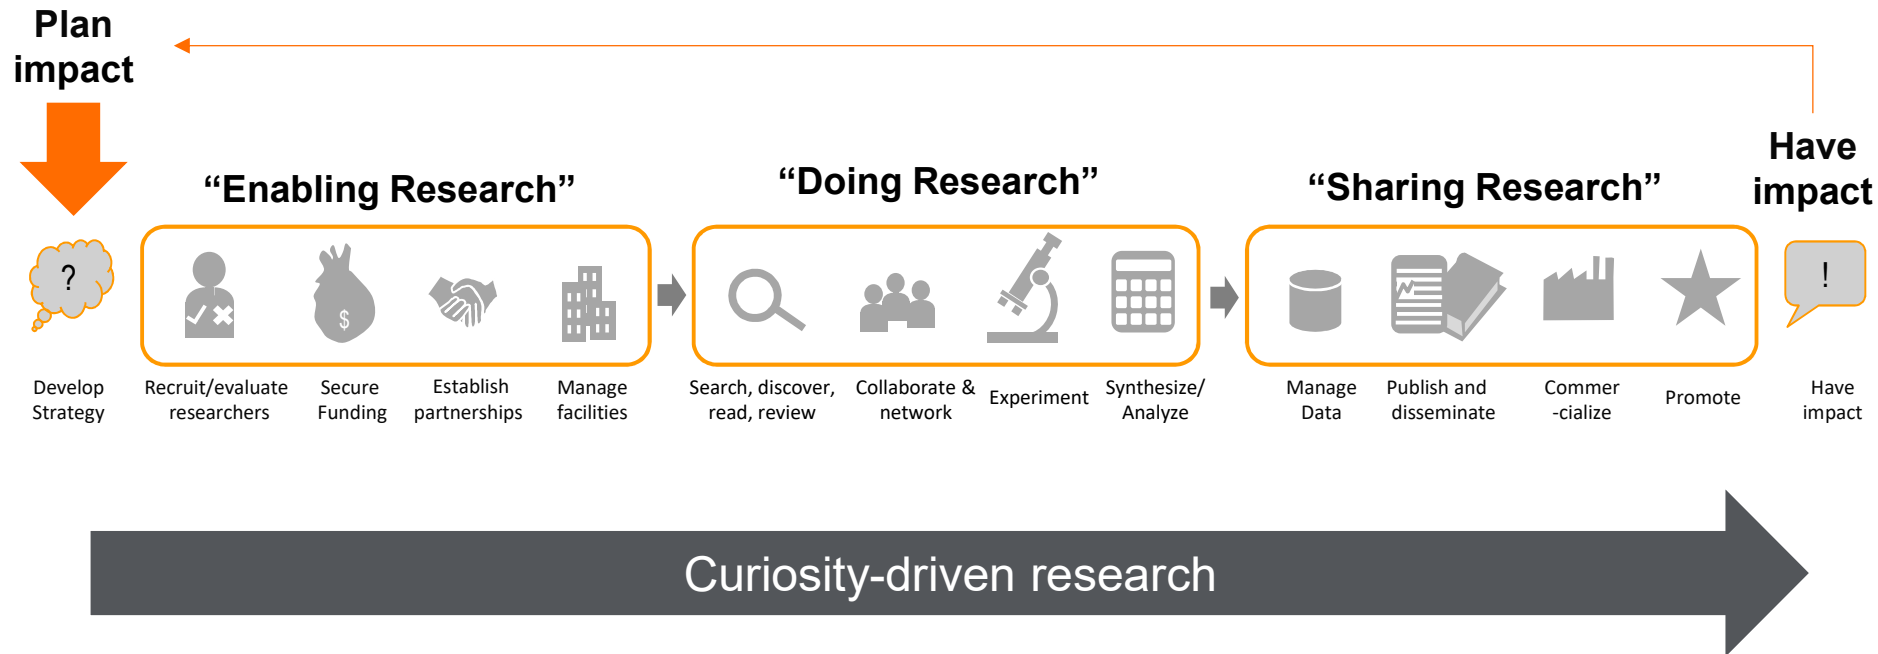 Plan
impact
Have
impact
“Enabling Research”
“Doing Research”
“Sharing Research”
?
$
!
Develop
Strategy
Recruit/evaluate
researchers
Secure
Funding
Establish
partnerships
Manage
facilities
Search, discover,
read, review
Collaborate &
network
Experiment
Synthesize/
Analyze
Manage
Data
Publish and
disseminate
Commer
-cialize
Promote
Have
impact
Curiosity-driven research